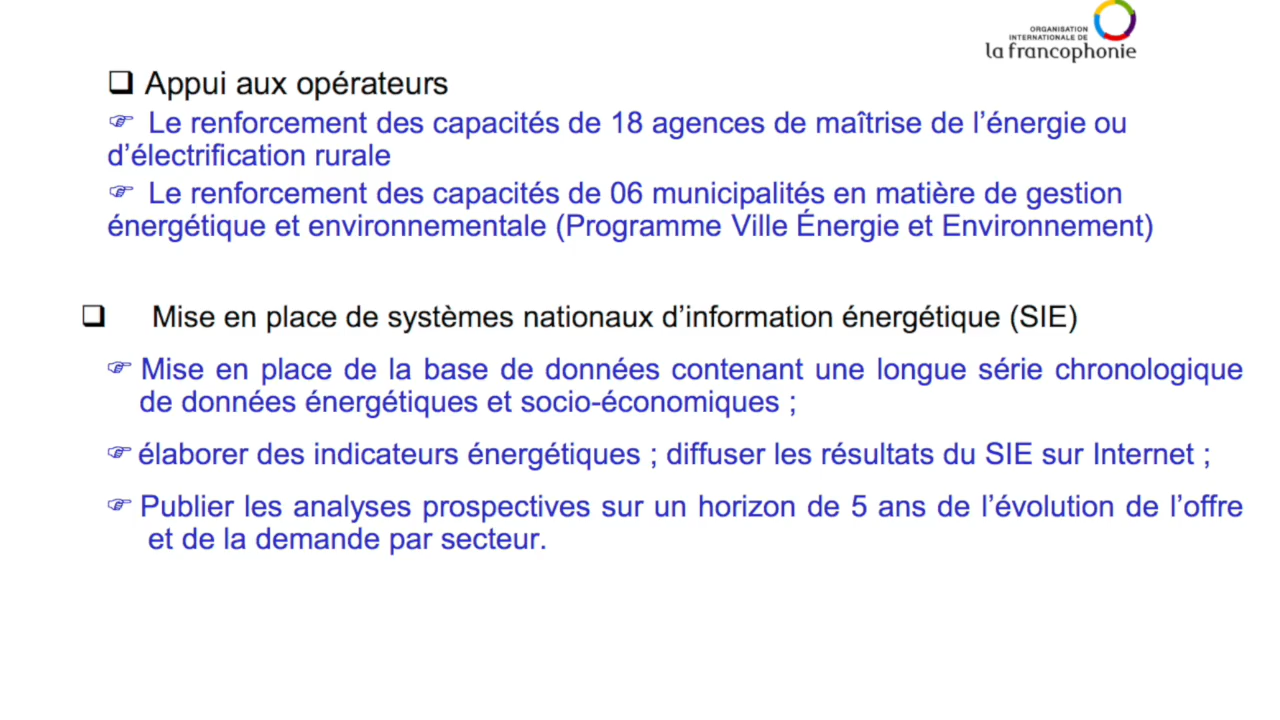 ORGANISATION
INTERNATIONALE DE
la francophonie
❑ Appui aux opérateurs
☞ Le renforcement des capacités de 18 agences de maîtrise de l’énergie ou
d’électrification rurale
☞ Le renforcement des capacités de 06 municipalités en matière de gestion
énergétique et environnementale (Programme Ville Énergie et Environnement)
❑ Mise en place de systèmes nationaux d’information énergétique (SIE)
☞ Mise en place de la base de données contenant une longue série chronologique
de données énergétiques et socio-économiques ;
☞ élaborer des indicateurs énergétiques ; diffuser les résultats du SIE sur Internet ;
☞ Publier les analyses prospectives sur un horizon de 5 ans de l’évolution de l’offre
et de la demande par secteur.